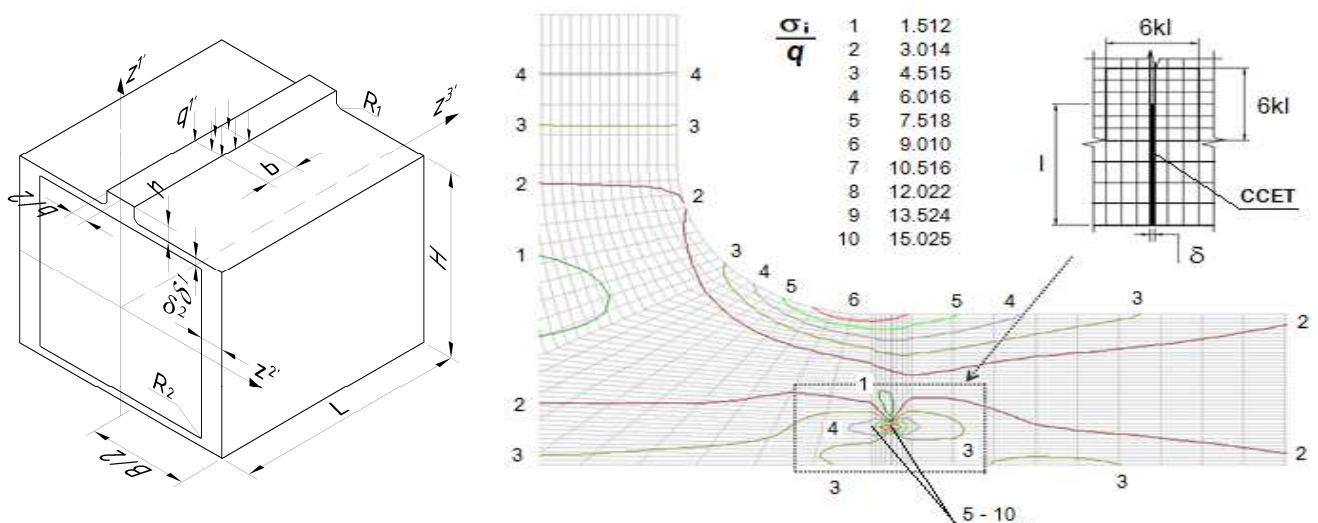 z¹'
q¹'
R₁
z³'
b
h
b/2
δ₁
δ₂
H
z²'
R₂
L
B/2
σi
q
1 1.512
2 3.014
3 4.515
4 6.016
5 7.518
6 9.010
7 10.516
8 12.022
9 13.524
10 15.025
6kl
6kl
l
CCET
δ
4 4
3 3
2 2
1
3
4
5
6
5
4
3
2
1
2
4
3
3
2
3
3
5 - 10